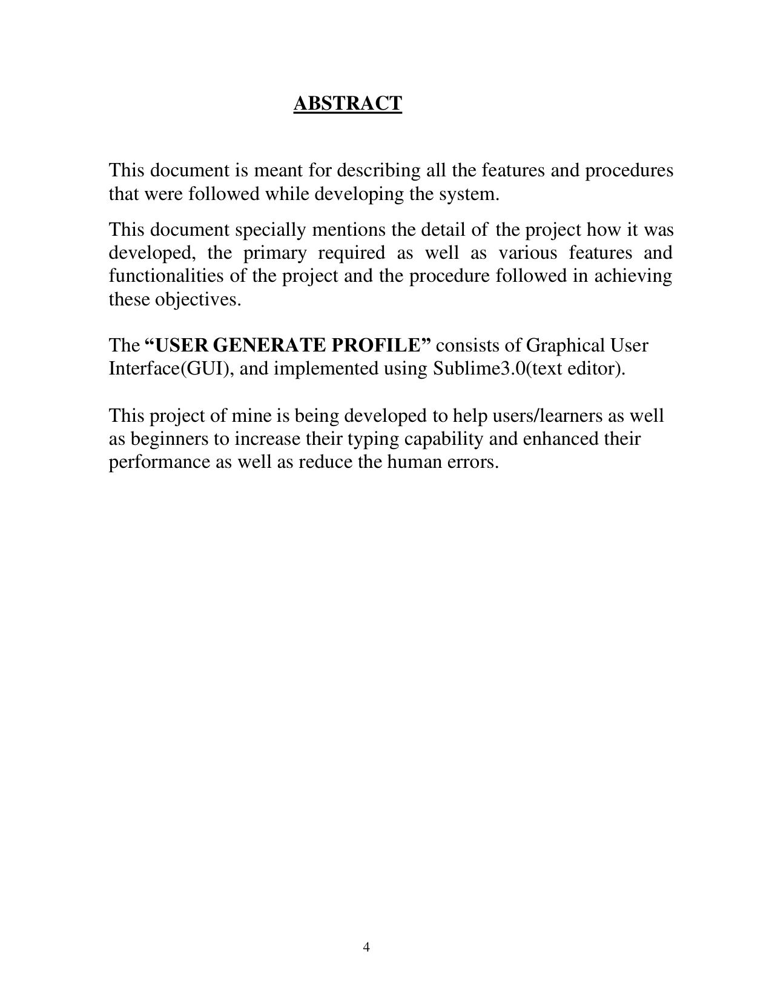 ABSTRACT
This document is meant for describing all the features and procedures
that were followed while developing the system.
This document specially mentions the detail of the project how it was
developed, the primary required as well as various features and
functionalities of the project and the procedure followed in achieving
these objectives.
The “USER GENERATE PROFILE” consists of Graphical User
Interface(GUI), and implemented using Sublime3.0(text editor).
This project of mine is being developed to help users/learners as well
as beginners to increase their typing capability and enhanced their
performance as well as reduce the human errors.
4